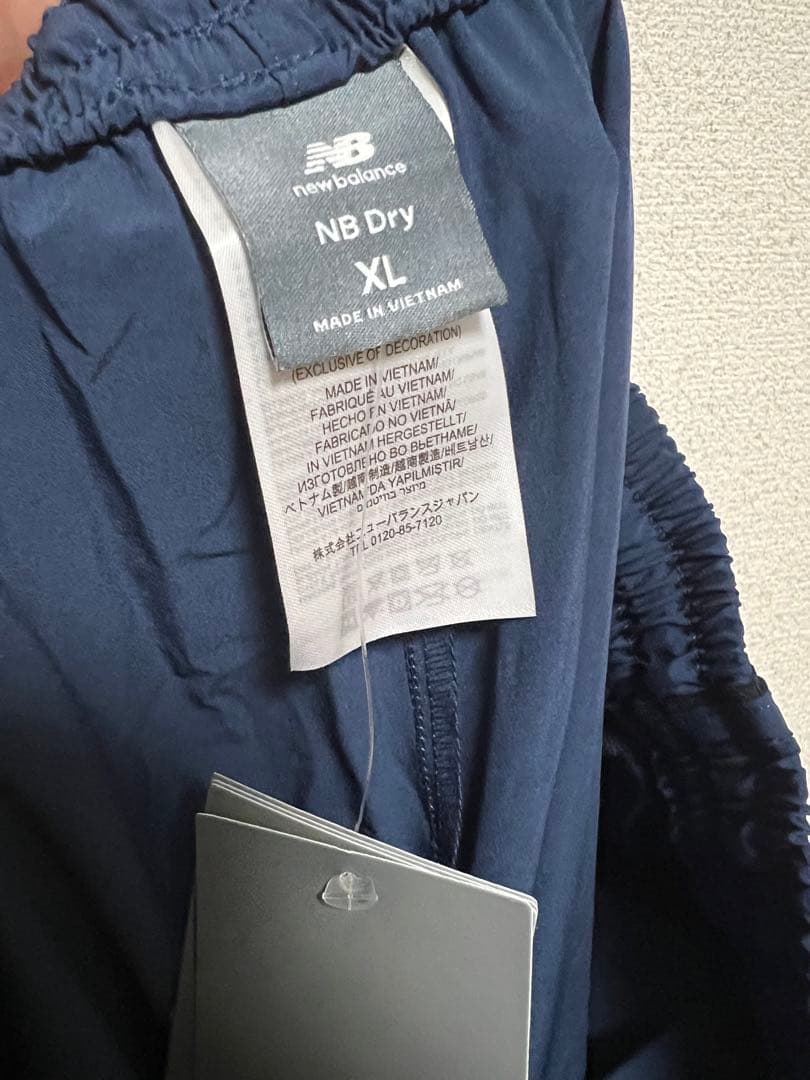 NB
new balance
NB Dry
XL
MADE IN VIETNAM
(EXCLUSIVE OF DECORATION)
MADE IN VIETNAM/
FABRIQUÉ AU VIETNAM/
HECHO EN VIETNAM/
FABRICADO NO VIETNÃ/
IN VIETNAM HERGESTELLT/
ИЗГОТОВЛЕНО ВО ВЬЕТНАМЕ/
ベトナム製/越南制造/越南製造/베트남산/
VIETNAM'DA YAPILMIŞTIR/
מיוצר בווייטנאם
株式会社ニューバランスジャパン
TEL 0120-85-7120